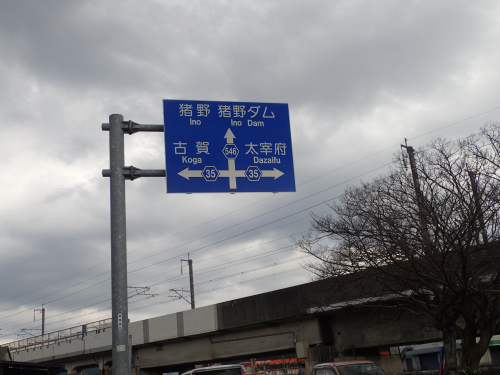 猪野 猪野ダム
Ino Ino Dam
546
古賀 太宰府
Koga Dazaifu
35 35